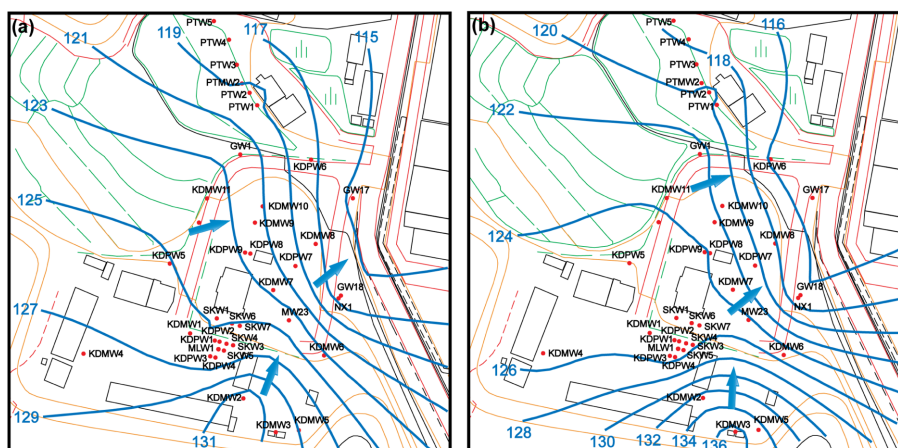 (a)
PTW5
117
121
119
115
PTW4
PTW3
PTMW2
PTW2
PTW1
123
GW1
KDPW6
KDMW11
GW17
125
KDMW10
KDMW9
KDMW8
KDPW9
KDPW8
KDPW5
KDPW7
KDMW7
GW18
NX1
127
SKW1
SKW6
MW23
KDMW1
SKW7
KDPW2
KDPW1
SKW4
MLW1
SKW3
KDMW4
KDPW3
SKW5
KDMW6
KDPW4
KDMW2
129
131
KDMW3
KDMW5
(b)
PTW5
116
120
PTW4
118
PTW3
PTMW2
PTW2
PTW1
122
GW1
KDPW6
KDMW11
GW17
KDMW10
KDMW9
124
KDMW8
KDPW9
KDPW8
KDPW5
KDPW7
KDMW7
GW18
NX1
SKW1
SKW6
MW23
KDMW1
SKW7
KDPW2
KDPW1
SKW4
MLW1
SKW3
KDMW4
KDPW3
SKW5
KDMW6
KDPW4
126
KDMW2
128
130
132
134
KDMW3
KDMW5
136